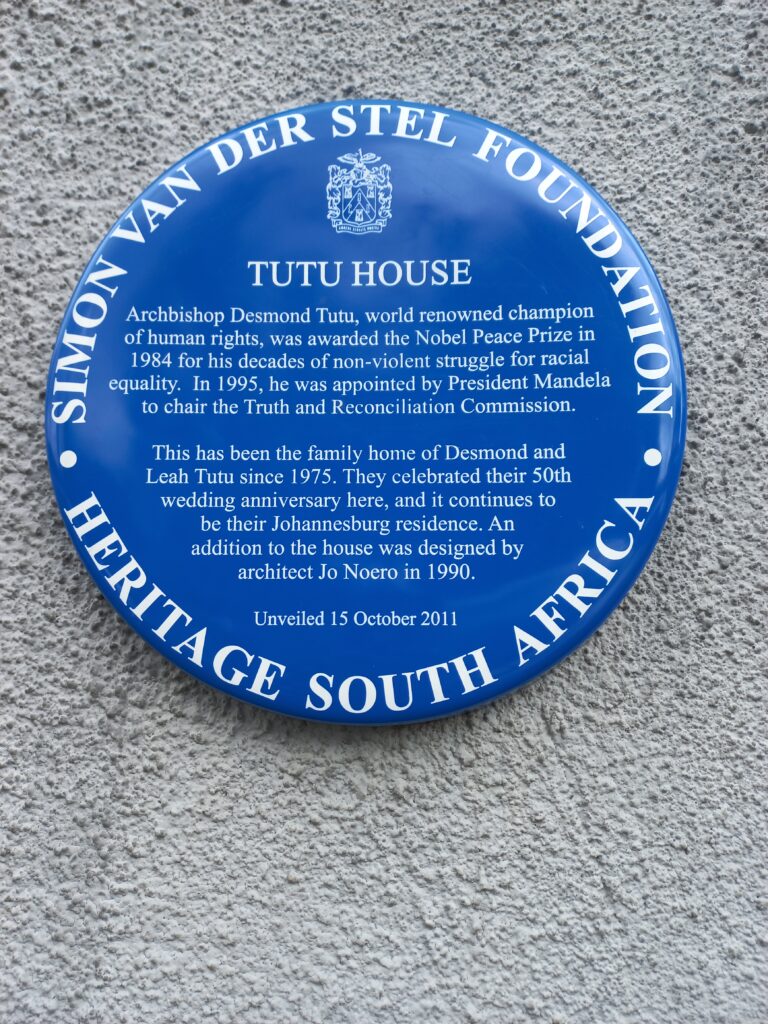 SIMON VAN DER STEL FOUNDATION
TUTU HOUSE
Archbishop Desmond Tutu, world renowned champion
of human rights, was awarded the Nobel Peace Prize in
1984 for his decades of non-violent struggle for racial
equality.  In 1995, he was appointed by President Mandela
to chair the Truth and Reconciliation Commission.
This has been the family home of Desmond and
Leah Tutu since 1975. They celebrated their 50th
wedding anniversary here, and it continues to
be their Johannesburg residence. An
addition to the house was designed by
architect Jo Noero in 1990.
Unveiled 15 October 2011
• HERITAGE SOUTH AFRICA •